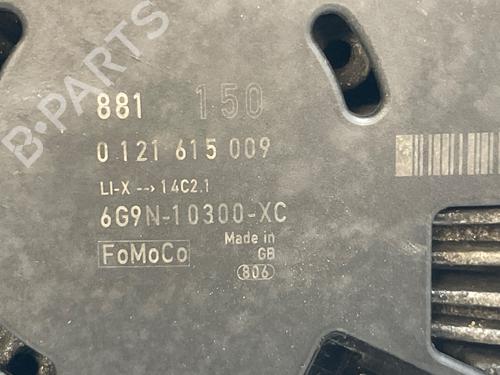 B-PARTS
881 150
0 121 615 009
LI-X --> 14C2.1
6G9N-10300-XC
FoMoCo
Made in
GB
806